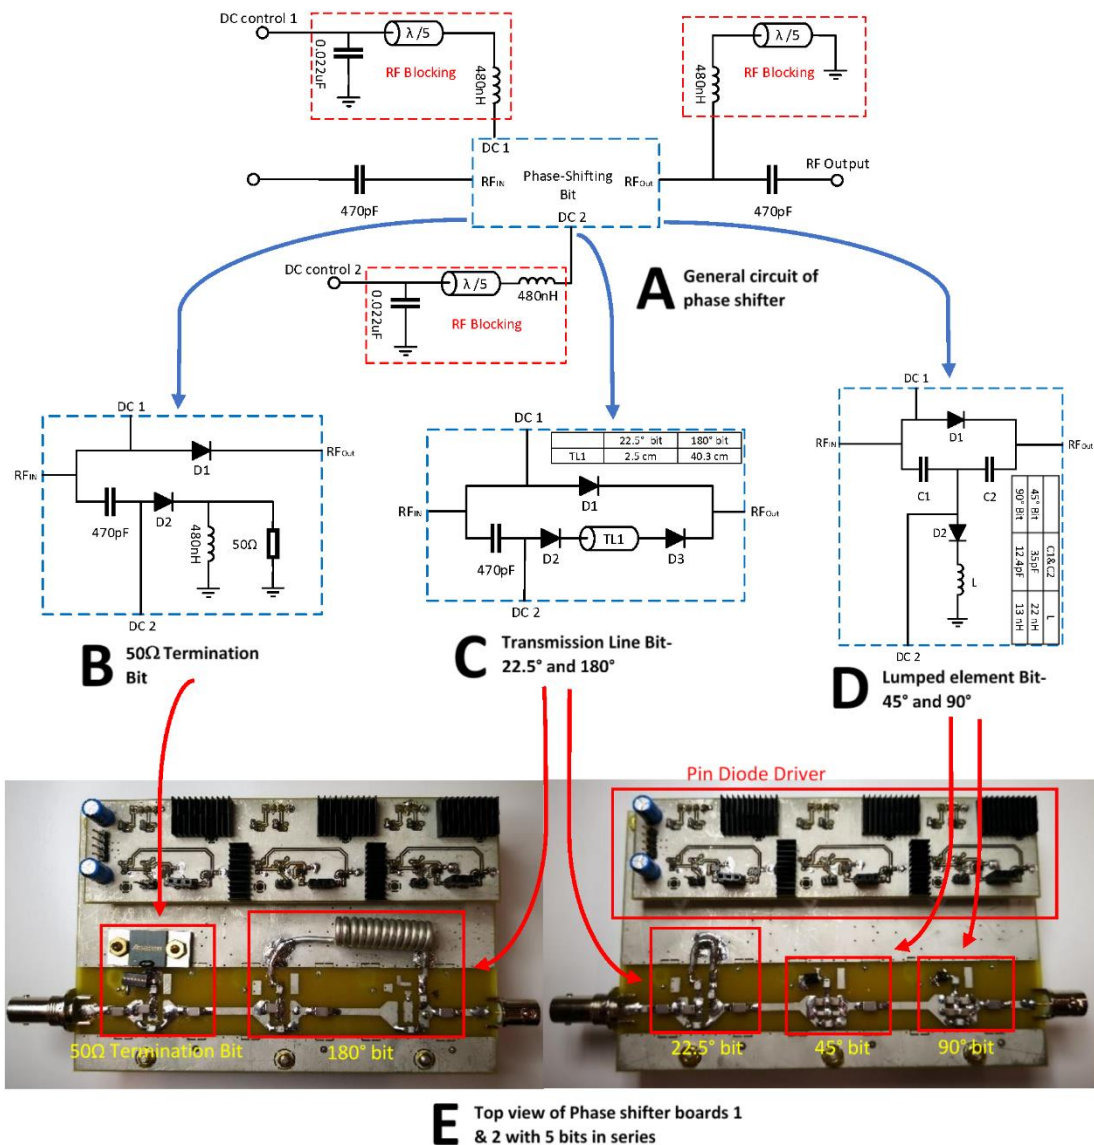 DC control 1
0.022uF
λ/5
RF Blocking
480nH
480nH
λ/5
RF Blocking
DC 1
RFIN
Phase-Shifting
Bit
RFOut
RF Output
470pF
470pF
DC 2
DC control 2
0.022uF
λ/5
480nH
RF Blocking
A General circuit of
phase shifter
DC 1
D1
RFIN
RFOut
470pF
D2
480nH
50Ω
DC 2
B 50Ω Termination
Bit
DC 1
22.5° bit 180° bit
TL1 2.5 cm 40.3 cm
D1
RFIN
RFOut
470pF
D2
TL1
D3
DC 2
C Transmission Line Bit-
22.5° and 180°
DC 1
D1
RFIN
RFOut
C1
C2
D2
L
C1&C2 L
45° Bit 35pF 22 nH
90° Bit 12.4pF 13 nH
DC 2
D Lumped element Bit-
45° and 90°
Pin Diode Driver
50Ω Termination Bit
180° bit
22.5° bit
45° bit
90° bit
E Top view of Phase shifter boards 1
& 2 with 5 bits in series